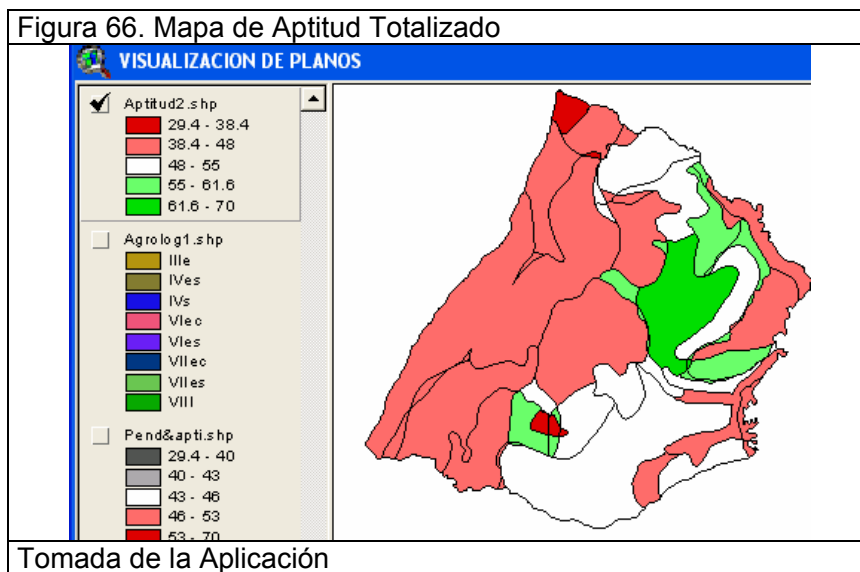 Figura 66. Mapa de Aptitud Totalizado
VISUALIZACION DE PLANOS
Aptitud2.shp
29.4 - 38.4
38.4 - 48
48 - 55
55 - 61.6
61.6 - 70
Agrolog1.shp
IIIe
IVes
IVs
VIec
VIes
VIIec
VIIes
VIII
Pend&apti.shp
29.4 - 40
40 - 43
43 - 46
46 - 53
53 - 70
Tomada de la Aplicación